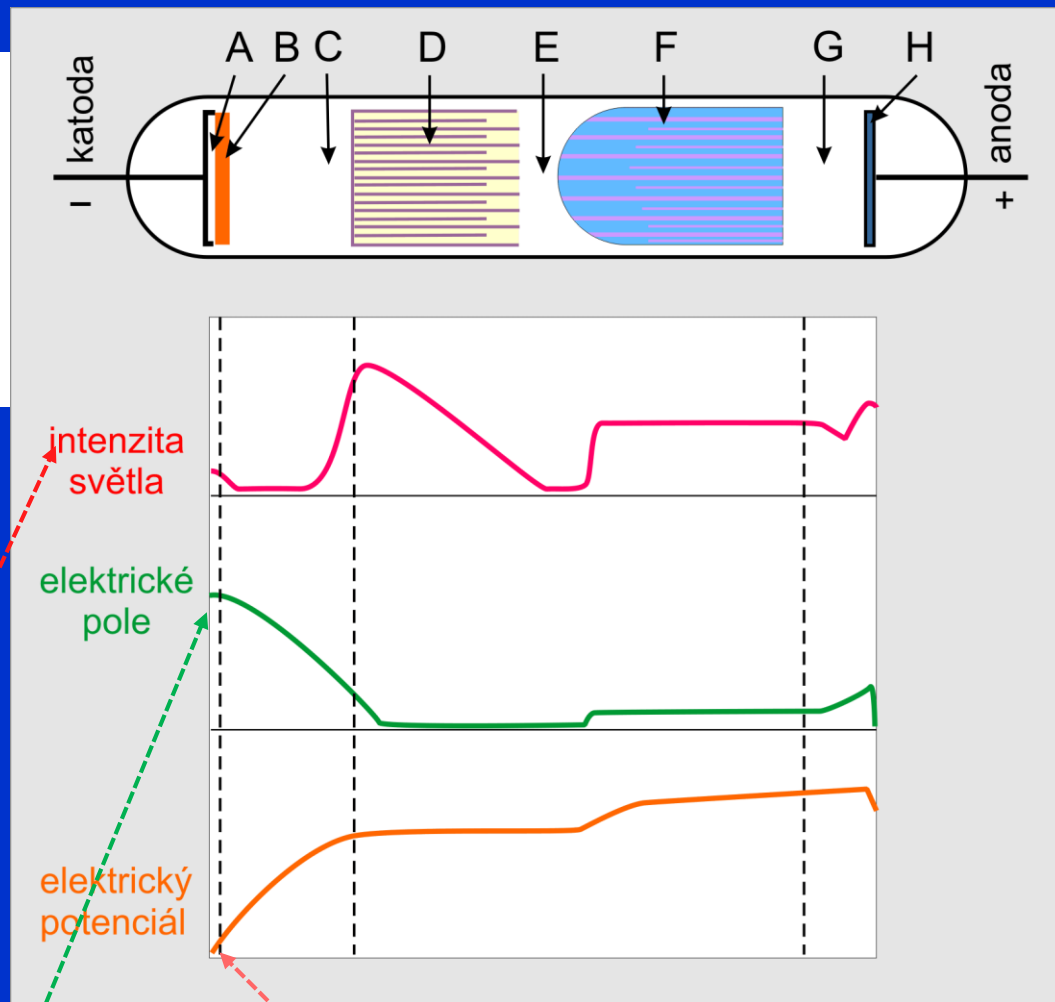 A B C D E F G H
katoda
–
anoda
+
intenzita
světla
elektrické
pole
elektrický
potenciál